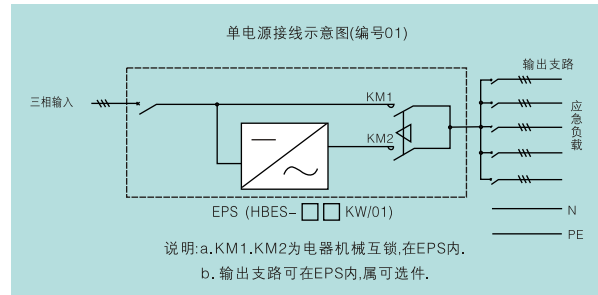 单电源接线示意图(编号01)
输出支路
三相输入
KM1
KM2
应急负载
EPS (HBES-□□KW/01)
N
PE
说明:a.KM1.KM2为电器机械互锁,在EPS内.
b. 输出支路可在EPS内,属可选件.